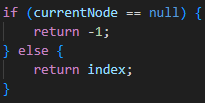 if (currentNode == null) {
    return -1;
} else {
    return index;
}